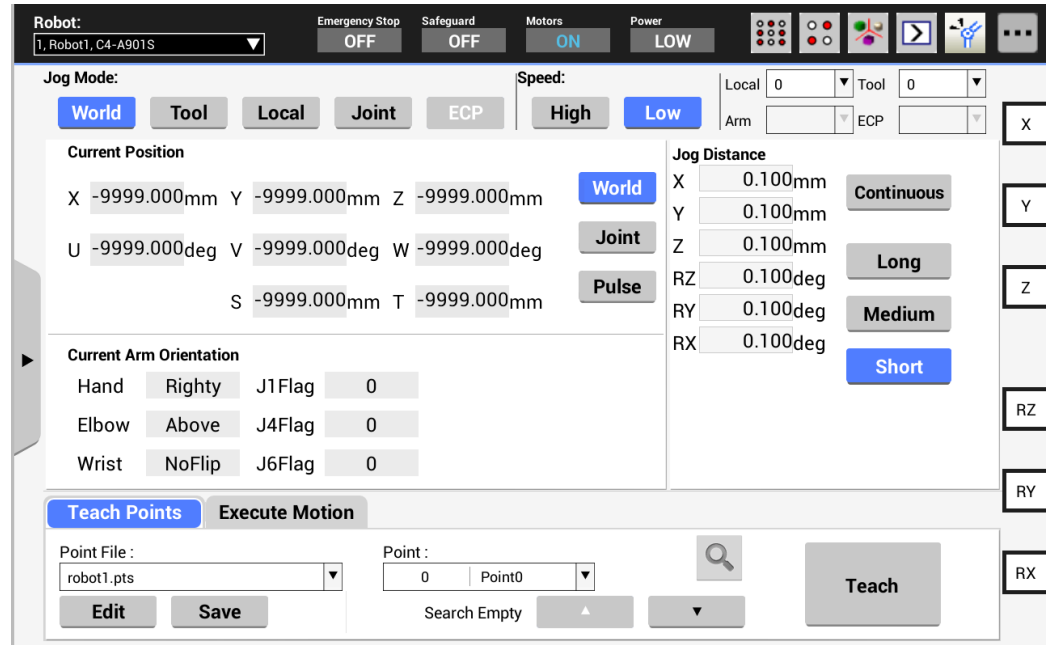 Robot:
1, Robot1, C4-A901S
Emergency Stop
OFF
Safeguard
OFF
Motors
ON
Power
LOW
Jog Mode:
World Tool Local Joint ECP
Speed:
High Low
Local 0 Tool 0
Arm ECP
Current Position
X -9999.000mm Y -9999.000mm Z -9999.000mm
U -9999.000deg V -9999.000deg W -9999.000deg
S -9999.000mm T -9999.000mm
World
Joint
Pulse
Current Arm Orientation
Hand Righty J1Flag 0
Elbow Above J4Flag 0
Wrist NoFlip J6Flag 0
Jog Distance
X 0.100mm
Y 0.100mm
Z 0.100mm
RZ 0.100deg
RY 0.100deg
RX 0.100deg
Continuous
Long
Medium
Short
X
Y
Z
RZ
RY
RX
Teach Points Execute Motion
Point File :
robot1.pts
Edit Save
Point :
0 Point0
Search Empty
Teach